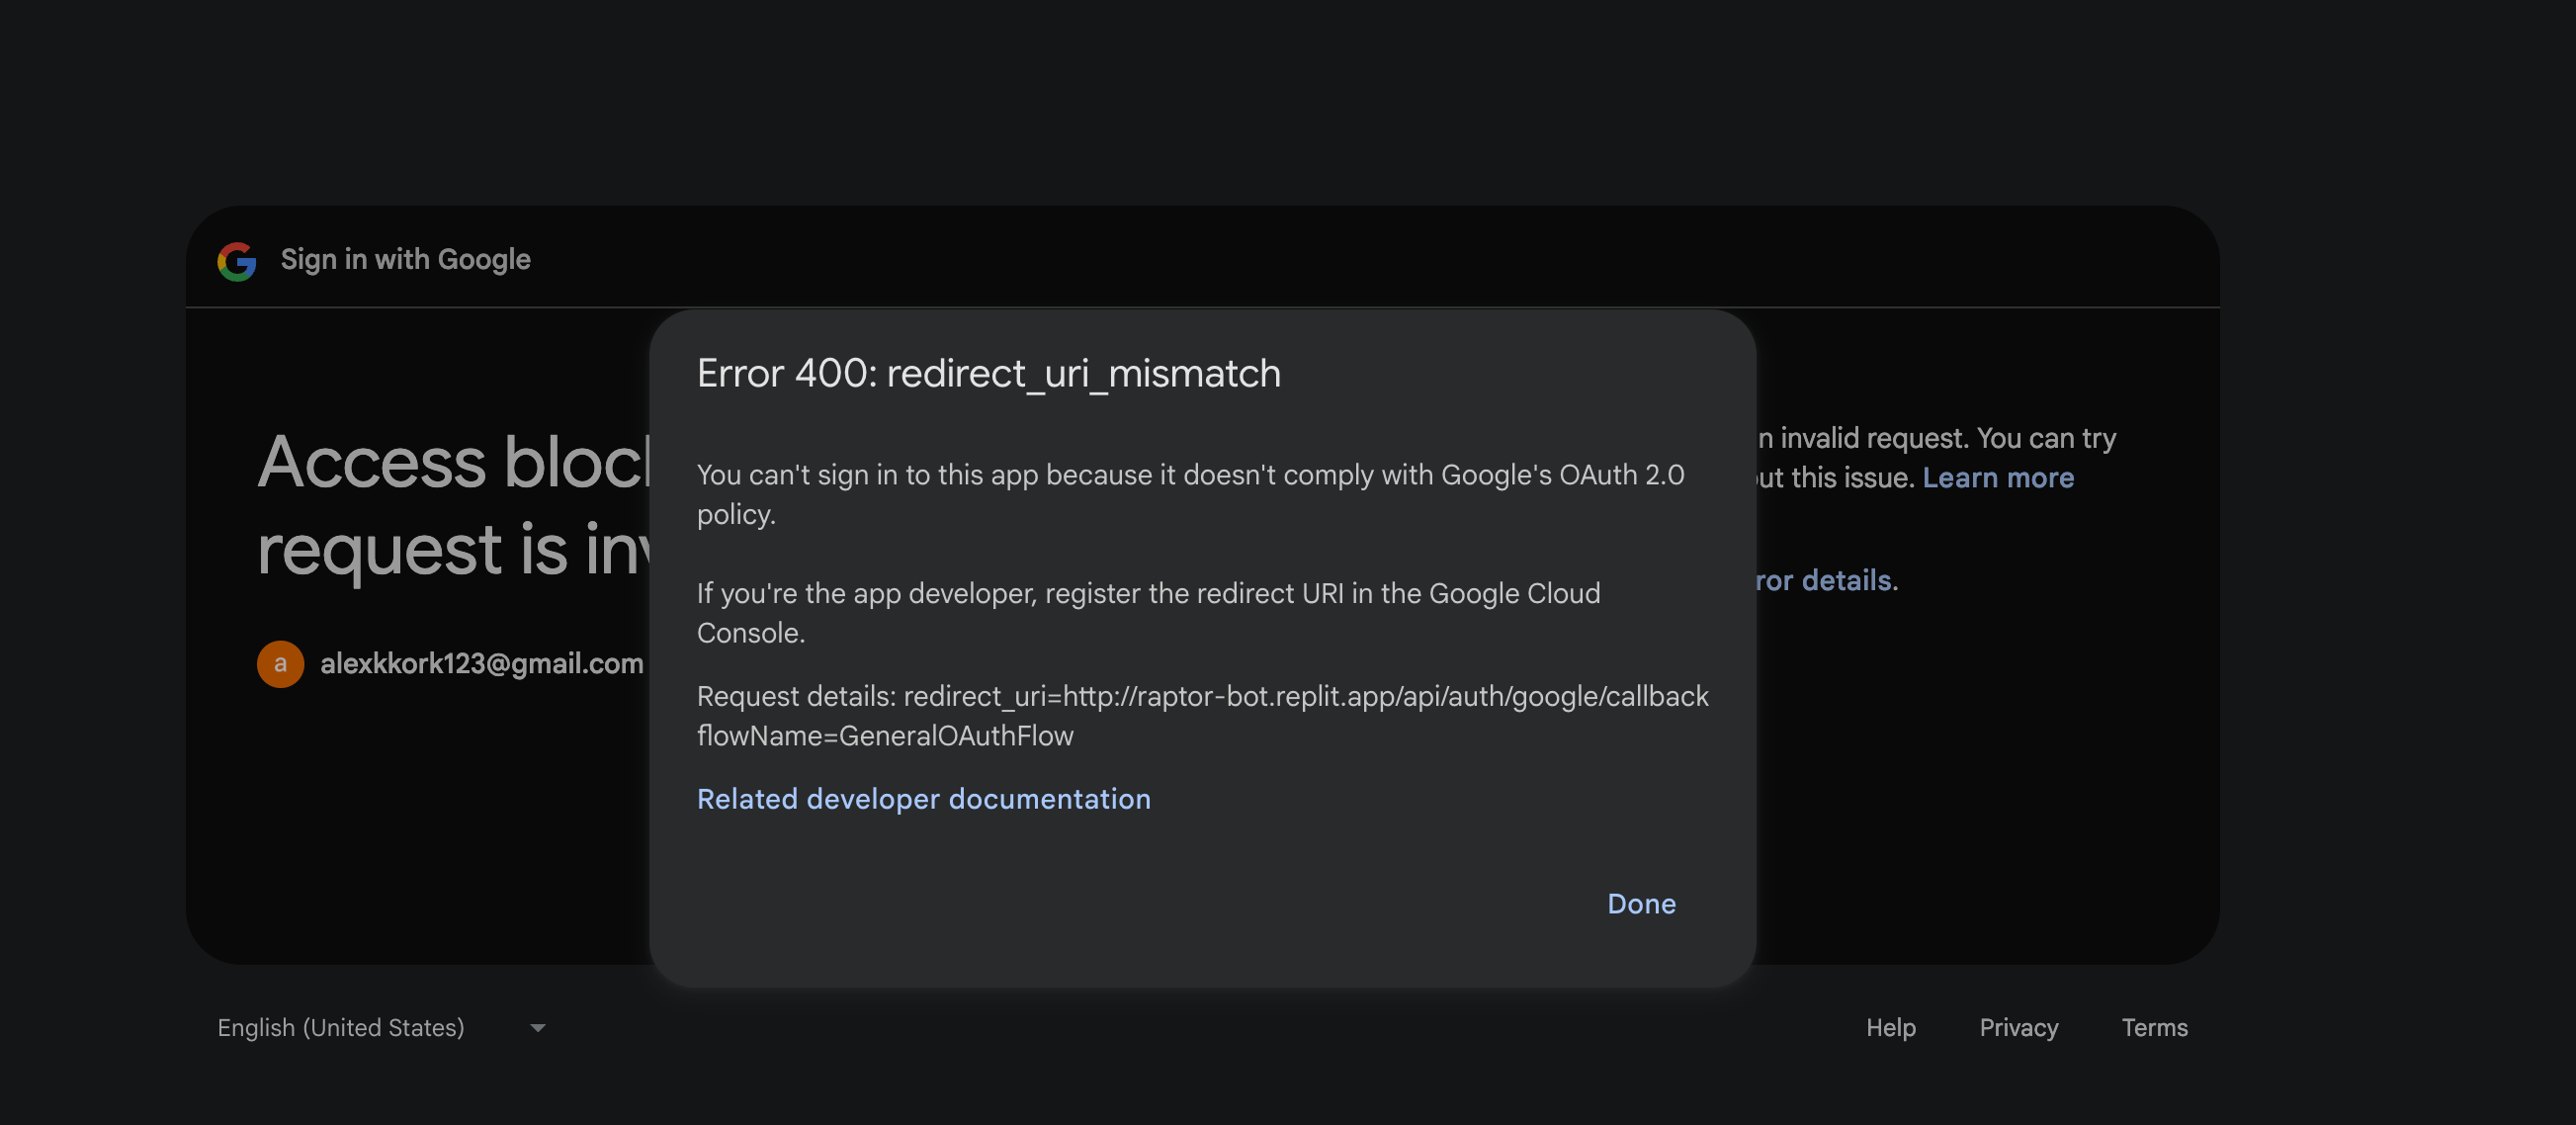 Sign in with Google
Error 400: redirect_uri_mismatch
Access bloc
request is in
alexkkork123@gmail.com
a
You can't sign in to this app because it doesn't comply with Google's OAuth 2.0
policy.
If you're the app developer, register the redirect URI in the Google Cloud
Console.
Request details: redirect_uri=http://raptor-bot.replit.app/api/auth/google/callback
flowName=GeneralOAuthFlow
Related developer documentation
Done
n invalid request. You can try
ut this issue. Learn more
ror details.
English (United States)
Help
Privacy
Terms